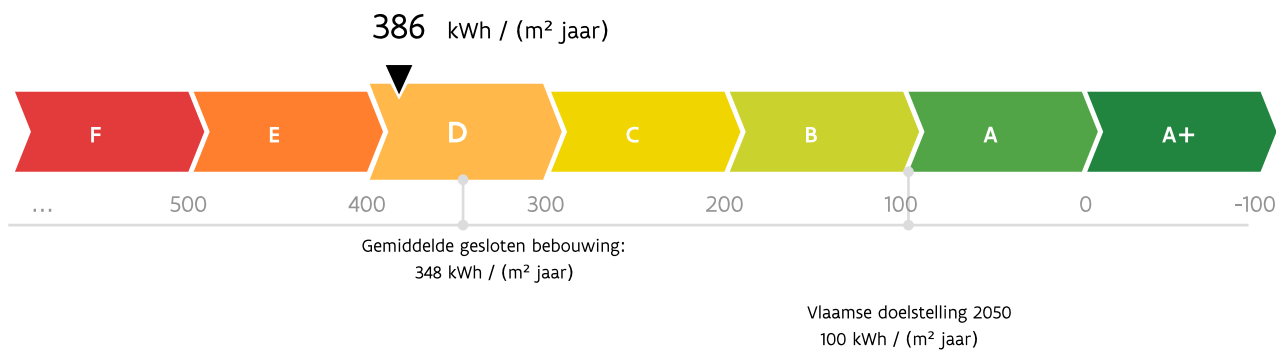 386 kWh / (m² jaar)
F E D C B A A+
... 500 400 300 200 100 0 -100
Gemiddelde gesloten bebouwing:
348 kWh / (m² jaar)
Vlaamse doelstelling 2050
100 kWh / (m² jaar)